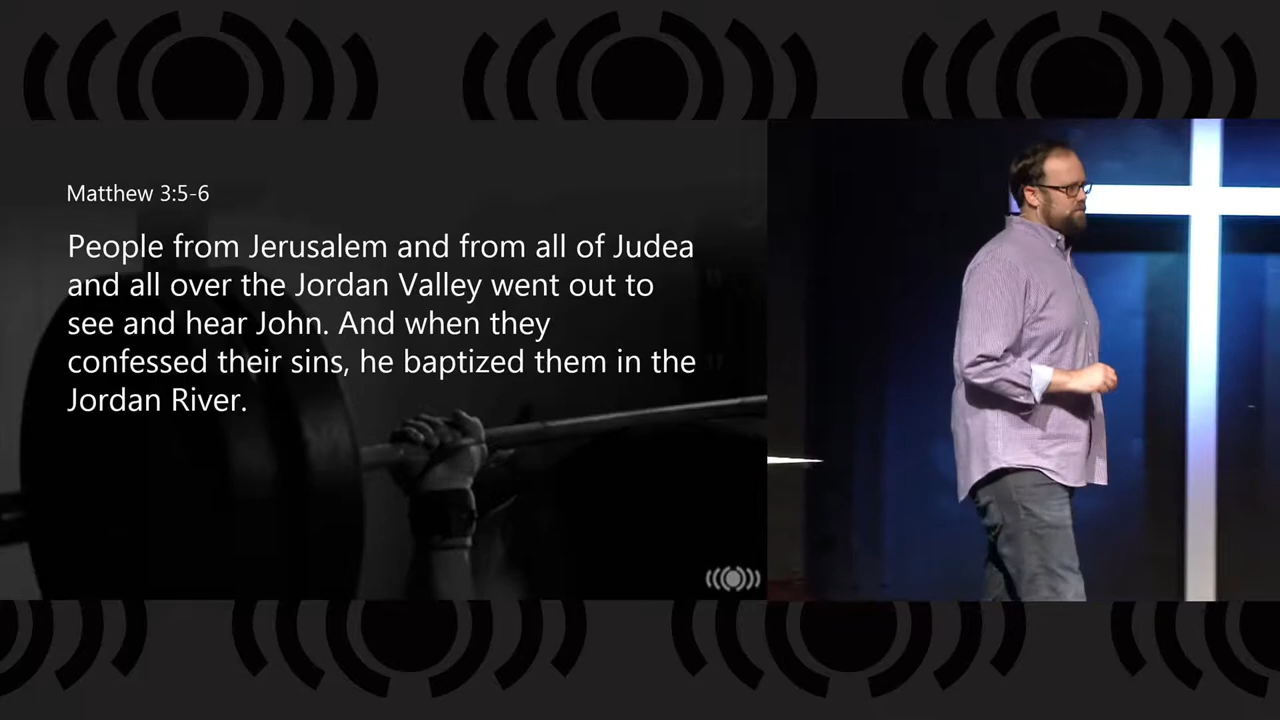 Matthew 3:5-6
People from Jerusalem and from all of Judea
and all over the Jordan Valley went out to
see and hear John. And when they
confessed their sins, he baptized them in the
Jordan River.